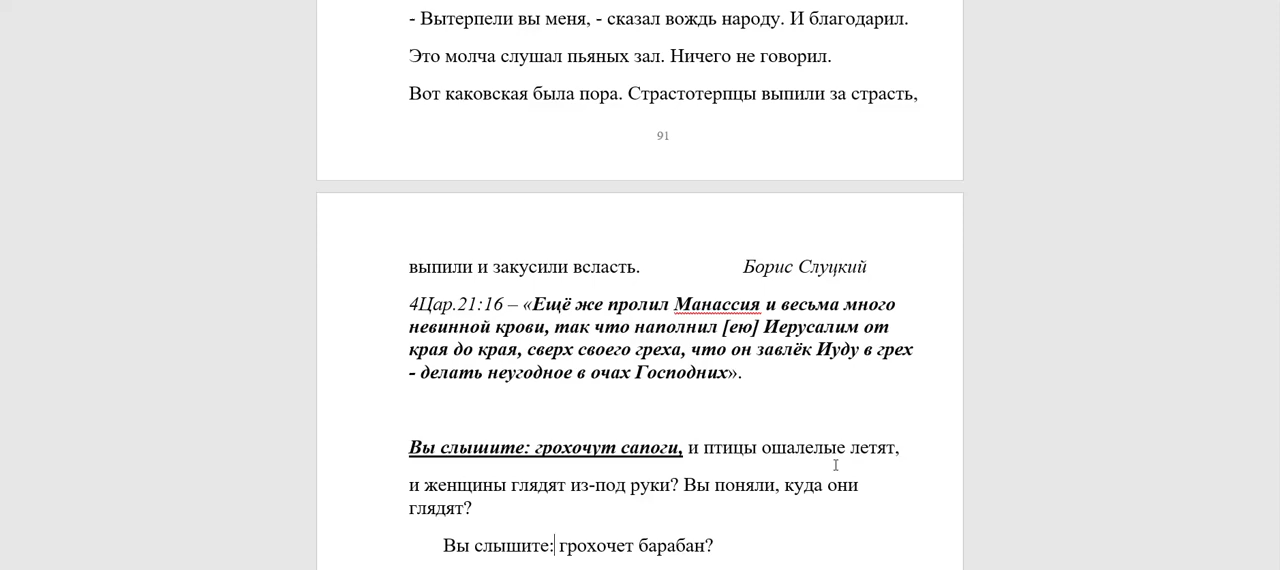 - Вытерпели вы меня, - сказал вождь народу. И благодарил.
Это молча слушал пьяных зал. Ничего не говорил.
Вот каковская была пора. Страстотерпцы выпили за страсть,
91
выпили и закусили всласть. Борис Слуцкий
4Цар.21:16 – «Ещё же пролил Манассия и весьма много
невинной крови, так что наполнил [ею] Иерусалим от
края до края, сверх своего греха, что он завлёк Иуду в грех
- делать неугодное в очах Господних».
Вы слышите: грохочут сапоги, и птицы ошалелые летят,
и женщины глядят из-под руки? Вы поняли, куда они
глядят?
Вы слышите: грохочет барабан?